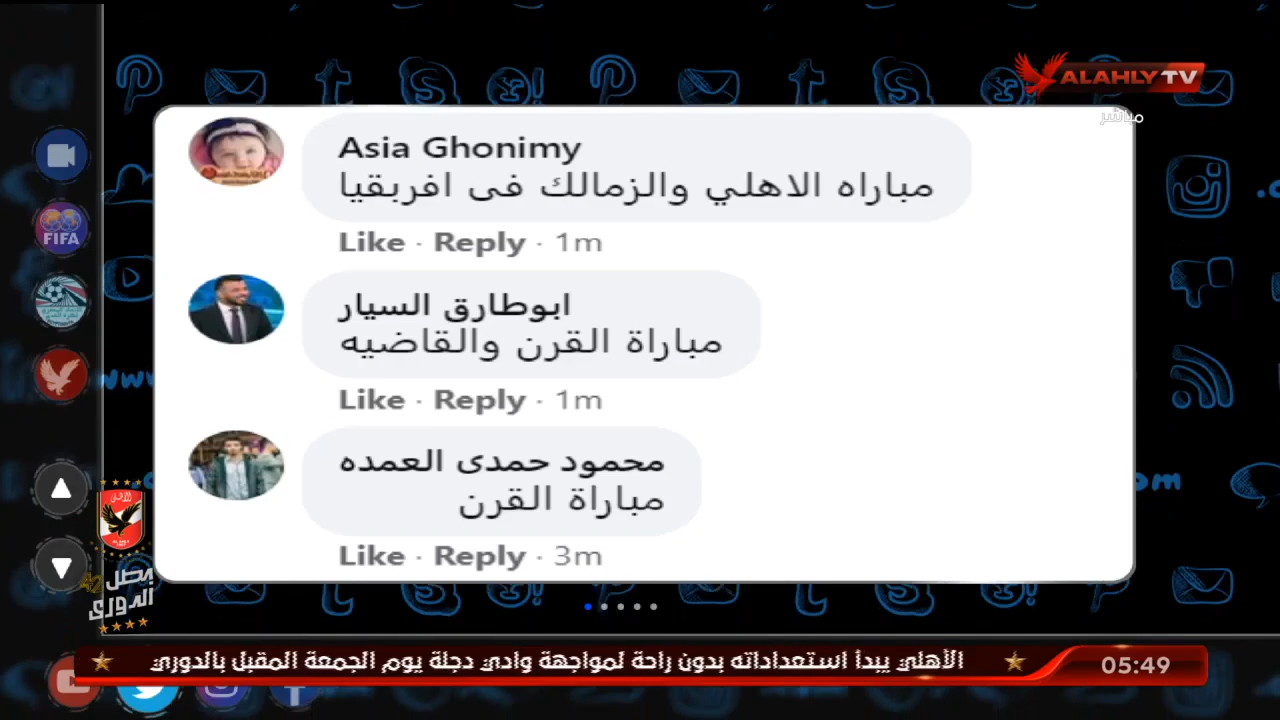 ALAHLY TV
مباشر
FIFA
Asia Ghonimy
مباراه الاهلي والزمالك فى افريقيا
Like · Reply · 1m
ابوطارق السيار
مباراة القرن والقاضيه
Like · Reply · 1m
محمود حمدى العمده
مباراة القرن
Like · Reply · 3m
بطل الدورى
الأهلي يبدأ استعداداته بدون راحة لمواجهة وادي دجلة يوم الجمعة المقبل بالدوري
05:49